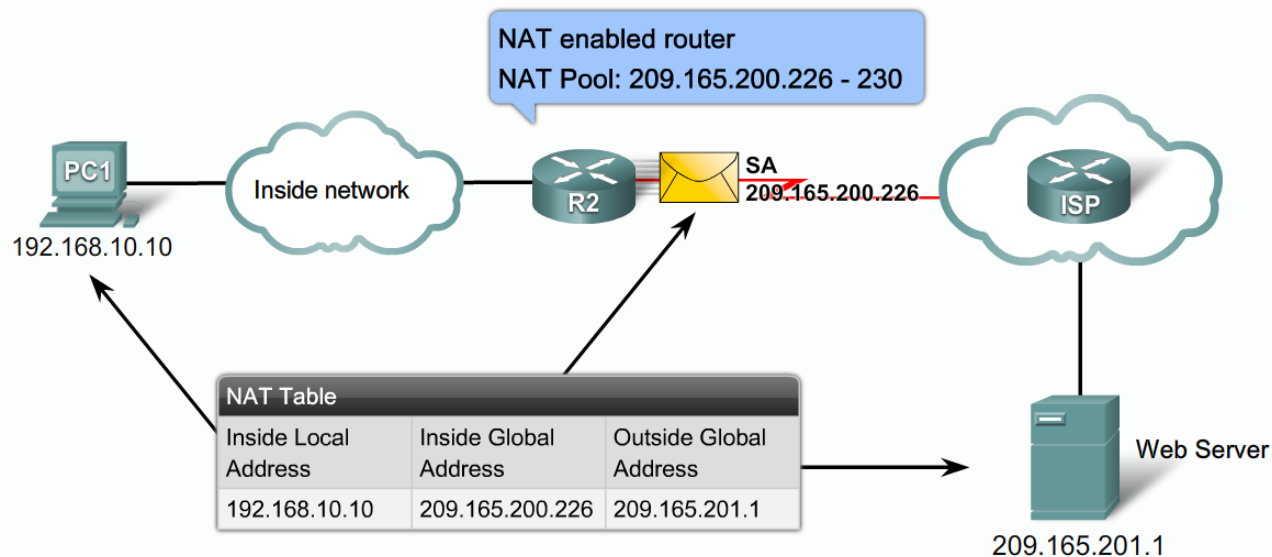 NAT enabled router
NAT Pool: 209.165.200.226 - 230
PC1
Inside network
R2
SA
209.165.200.226
ISP
192.168.10.10
NAT Table
Inside Local Address
Inside Global Address
Outside Global Address
192.168.10.10
209.165.200.226
209.165.201.1
Web Server
209.165.201.1